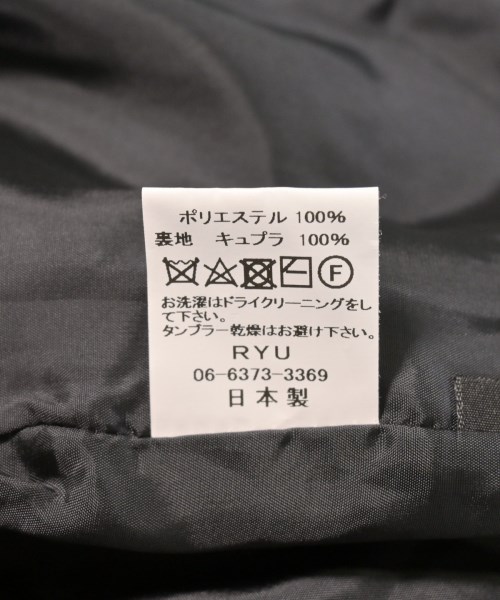 ポリエステル 100%
裏地 キュプラ 100%
F
お洗濯はドライクリーニングをし
て下さい。
タンブラー乾燥はお避け下さい。
RYU
06-6373-3369
日本製